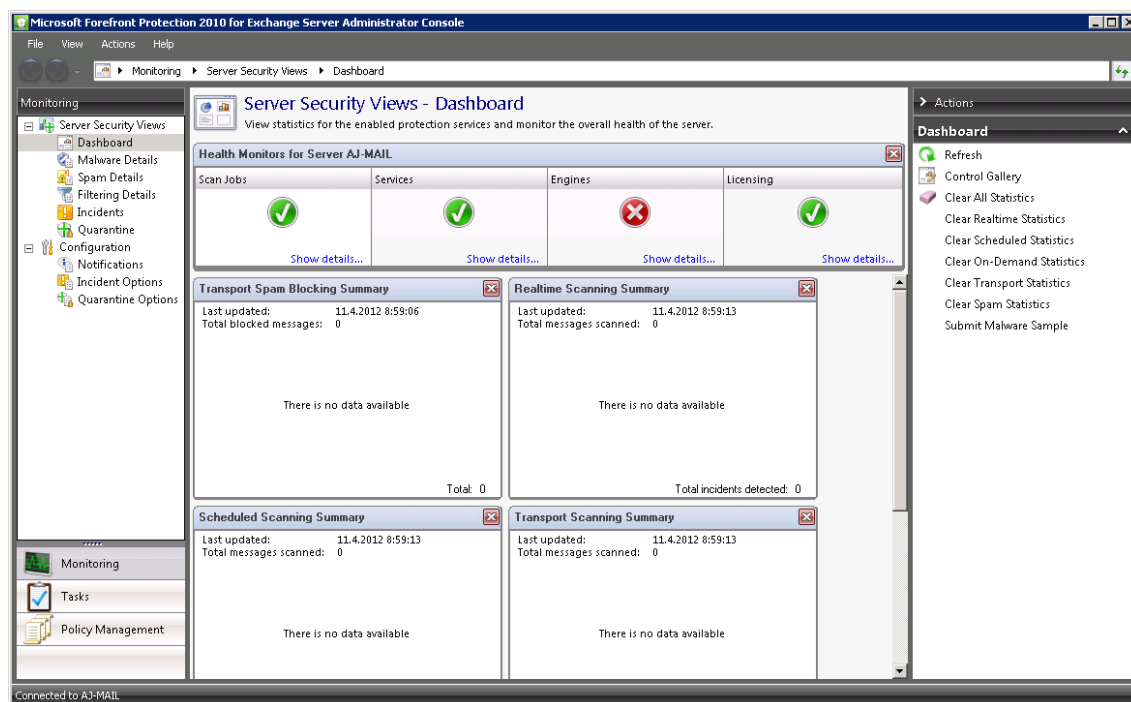 Microsoft Forefront Protection 2010 for Exchange Server Administrator Console
File View Actions Help
Monitoring Server Security Views Dashboard
Monitoring
Server Security Views
Dashboard
Malware Details
Spam Details
Filtering Details
Incidents
Quarantine
Configuration
Notifications
Incident Options
Quarantine Options
Monitoring
Tasks
Policy Management
Server Security Views - Dashboard
View statistics for the enabled protection services and monitor the overall health of the server.
Health Monitors for Server AJ-MAIL
Scan Jobs Services Engines Licensing
Show details... Show details... Show details... Show details...
Transport Spam Blocking Summary
Last updated: 11.4.2012 8:59:06
Total blocked messages: 0
There is no data available
Total: 0
Realtime Scanning Summary
Last updated: 11.4.2012 8:59:13
Total messages scanned: 0
There is no data available
Total incidents detected: 0
Scheduled Scanning Summary
Last updated: 11.4.2012 8:59:13
Total messages scanned: 0
There is no data available
Transport Scanning Summary
Last updated: 11.4.2012 8:59:13
Total messages scanned: 0
There is no data available
Actions
Dashboard
Refresh
Control Gallery
Clear All Statistics
Clear Realtime Statistics
Clear Scheduled Statistics
Clear On-Demand Statistics
Clear Transport Statistics
Clear Spam Statistics
Submit Malware Sample
Connected to AJ-MAIL